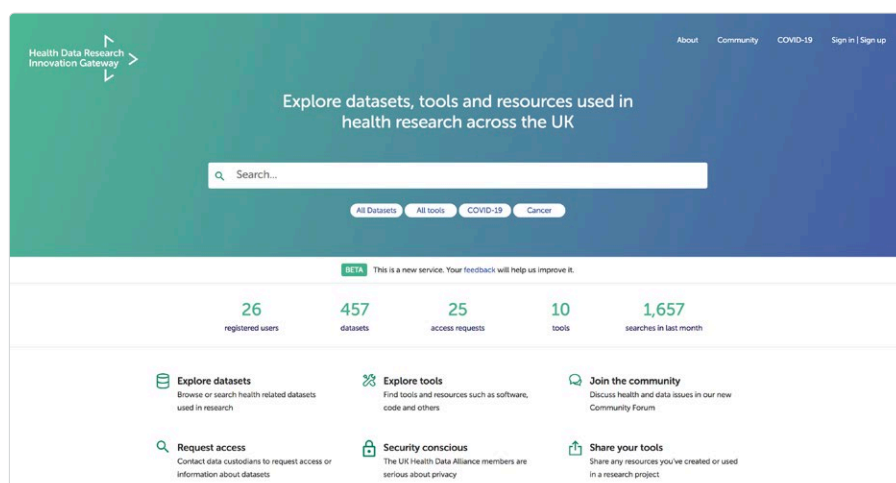 Health Data Research
Innovation Gateway
About Community COVID-19 Sign in | Sign up
Explore datasets, tools and resources used in
health research across the UK
Search...
All Datasets All tools COVID-19 Cancer
BETA This is a new service. Your feedback will help us improve it.
26 457 25 10 1,657
registered users datasets access requests tools searches in last month
Explore datasets Explore tools Join the community
Browse or search health related datasets Find tools and resources such as software, Discuss health and data issues in our new
used in research code and others Community Forum
Request access Security conscious Share your tools
Contact data custodians to request access or The UK Health Data Alliance members are Share any resources you've created or used
information about datasets serious about privacy in a research project